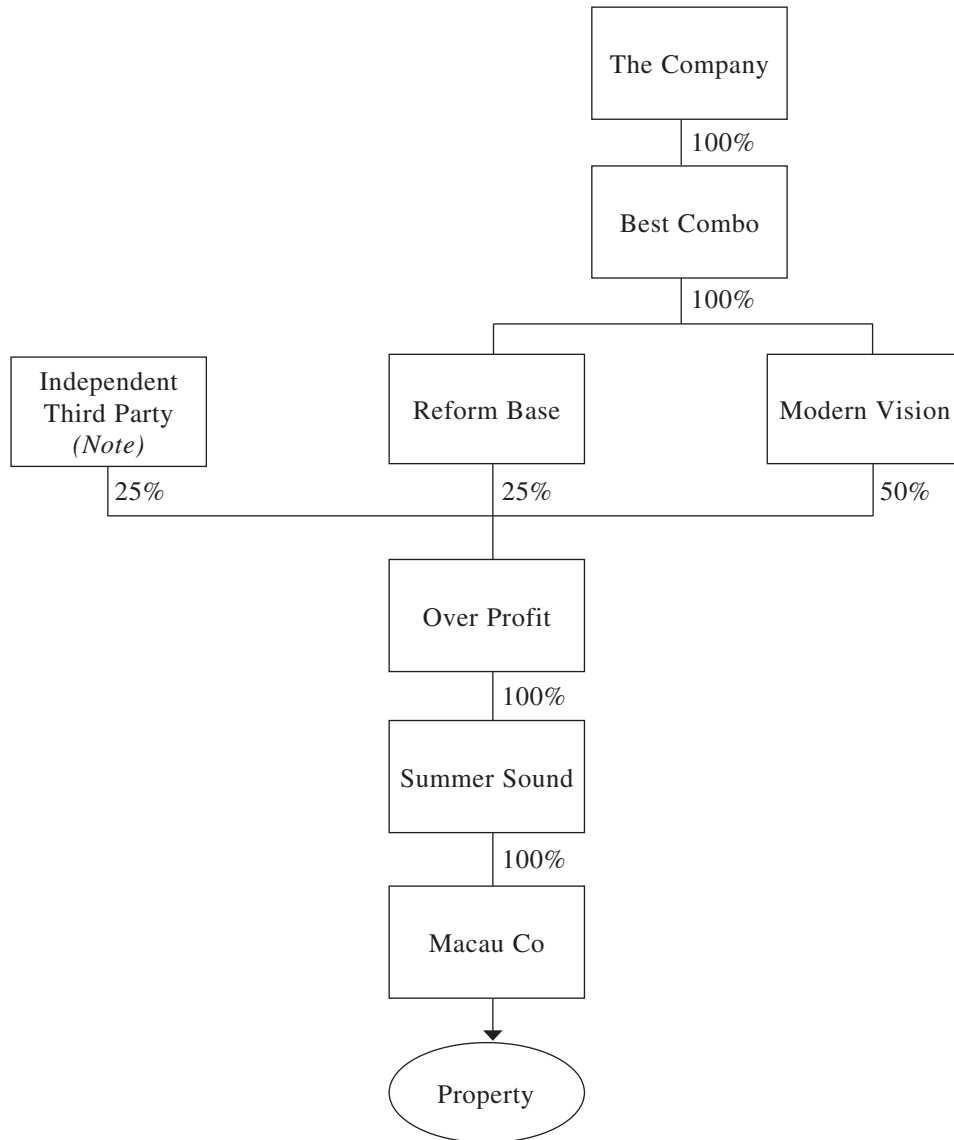 The Company
100%
Best Combo
100%
Independent
Third Party
(Note)
Reform Base
Modern Vision
25%
25%
50%
Over Profit
100%
Summer Sound
100%
Macau Co
Property